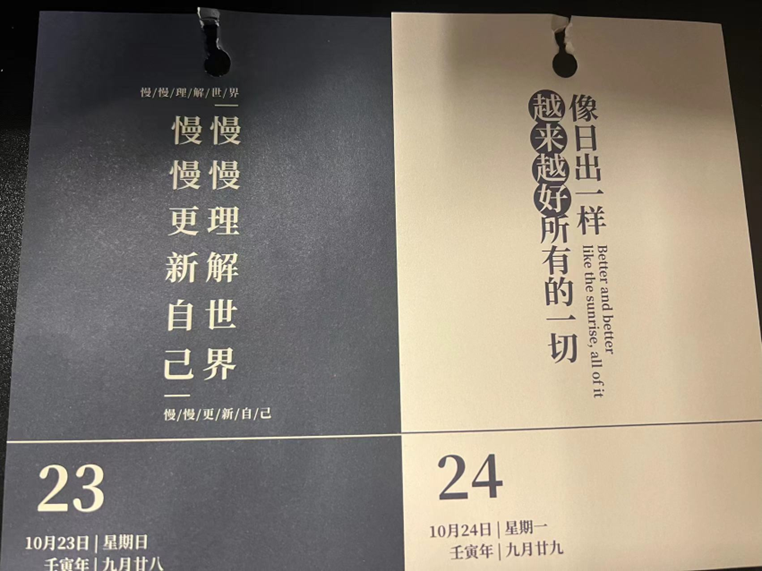 慢/慢/理/解/世/界
慢慢理解世界
慢慢更新自己
慢/慢/更/新/自/己
23
10月23日 | 星期日
壬寅年 | 九月廿八
像日出一样
越来越好所有的一切
Better and better
like the sunrise, all of it
24
10月24日 | 星期一
壬寅年 | 九月廿九